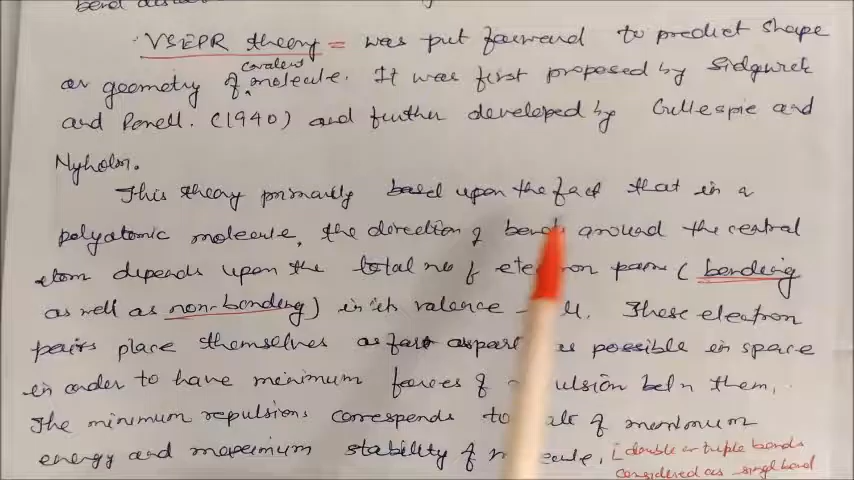 VSEPR theory = was put forward to predict shape
covalent
or geometry of molecule. It was first proposed by Sidgwick
and Powell. (1940) and further developed by Gillespie and
Nyholm.
This theory primarily based upon the fact that in a
polyatomic molecule, the direction of bonds around the central
atom depends upon the total no of electron pairs (bonding
as well as non-bonding) in its valence
These electron
pairs place themselves as far apart as possible in space
in order to have minimum forces of repulsion betn them.
The minimum repulsions corresponds to of minimum
energy and maximum stability of molecule. [double or triple bonds
considered as single bond